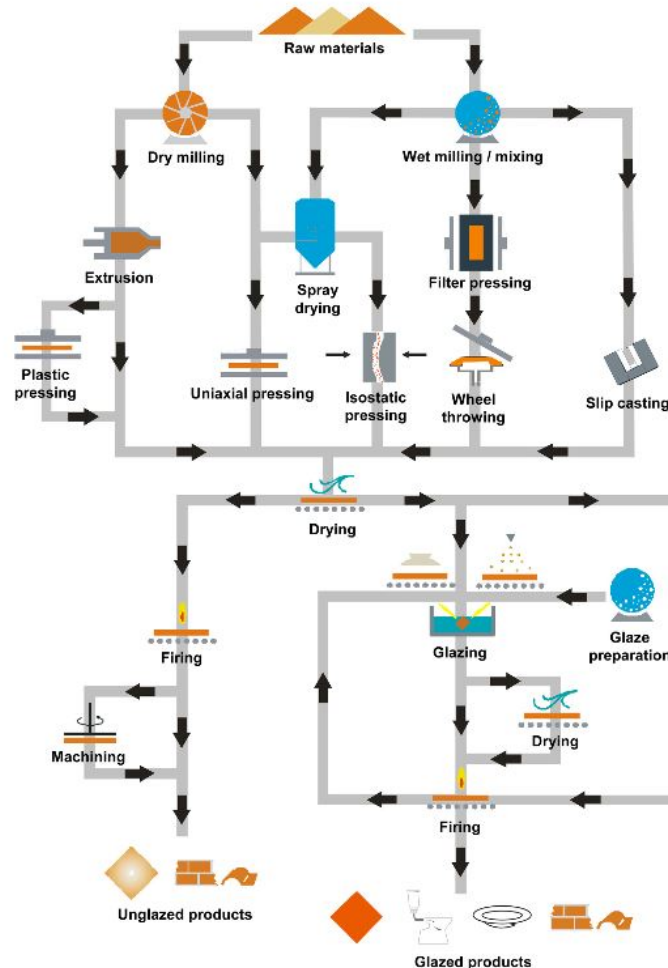 Raw materials
Dry milling
Wet milling / mixing
Extrusion
Spray
drying
Filter pressing
Plastic
pressing
Uniaxial pressing
Isostatic
pressing
Wheel
throwing
Slip casting
Drying
Firing
Glazing
Glaze
preparation
Machining
Drying
Firing
Unglazed products
Glazed products